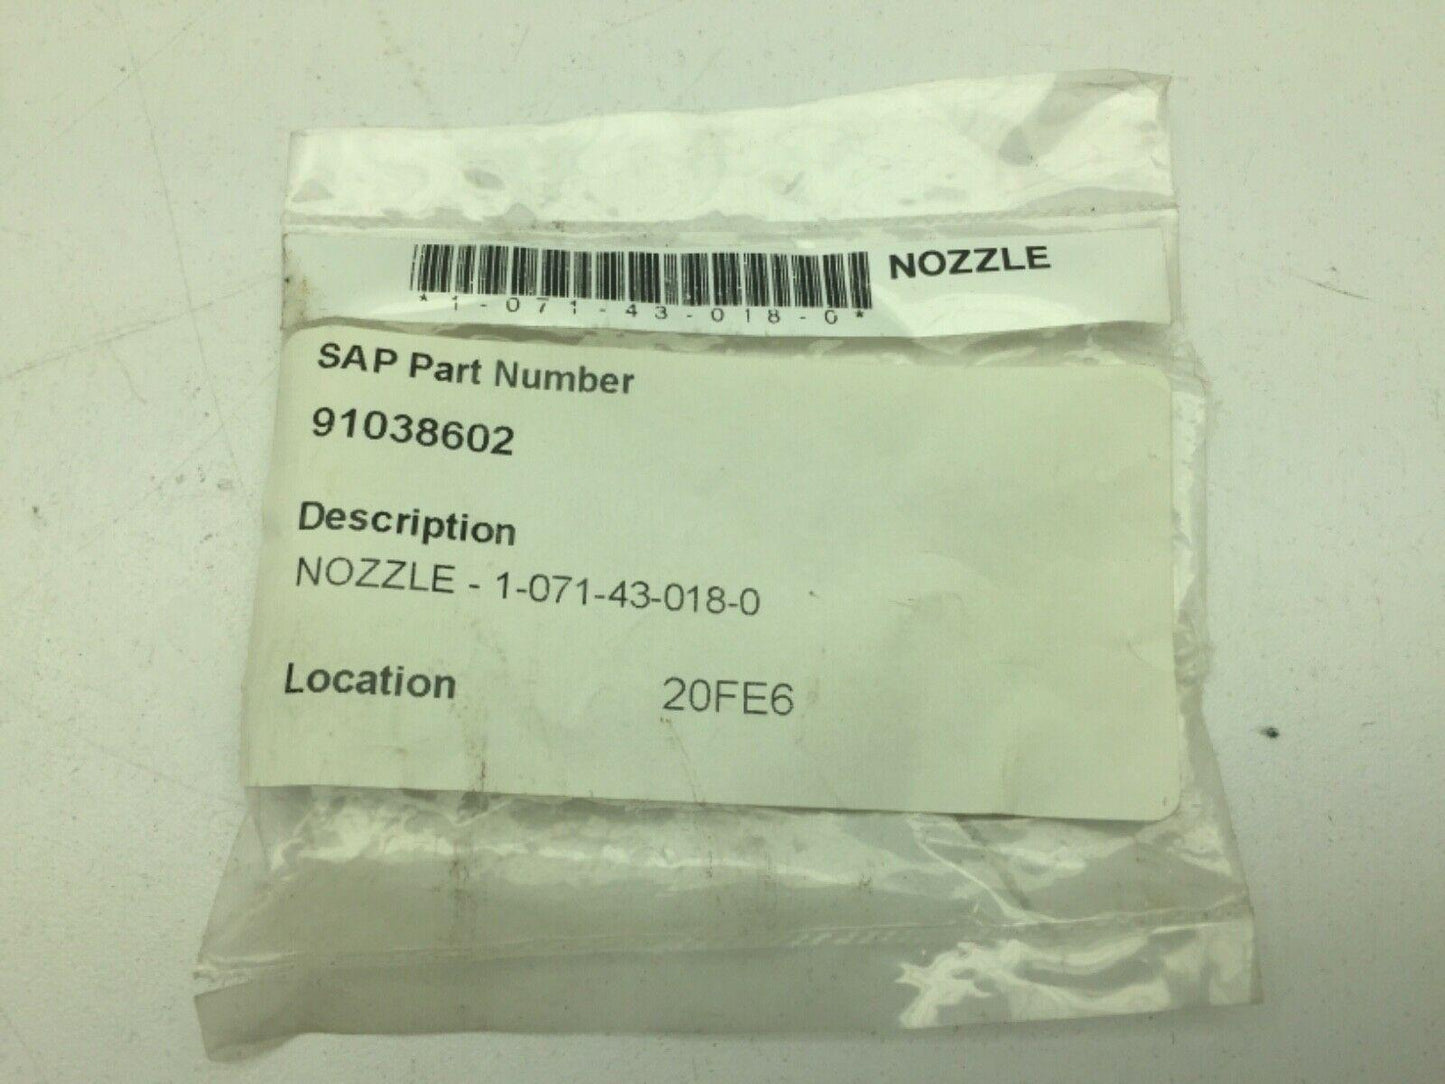 NOZZLE
*1-071-43-018-0*
SAP Part Number
91038602
Description
NOZZLE - 1-071-43-018-0
Location 20FE6